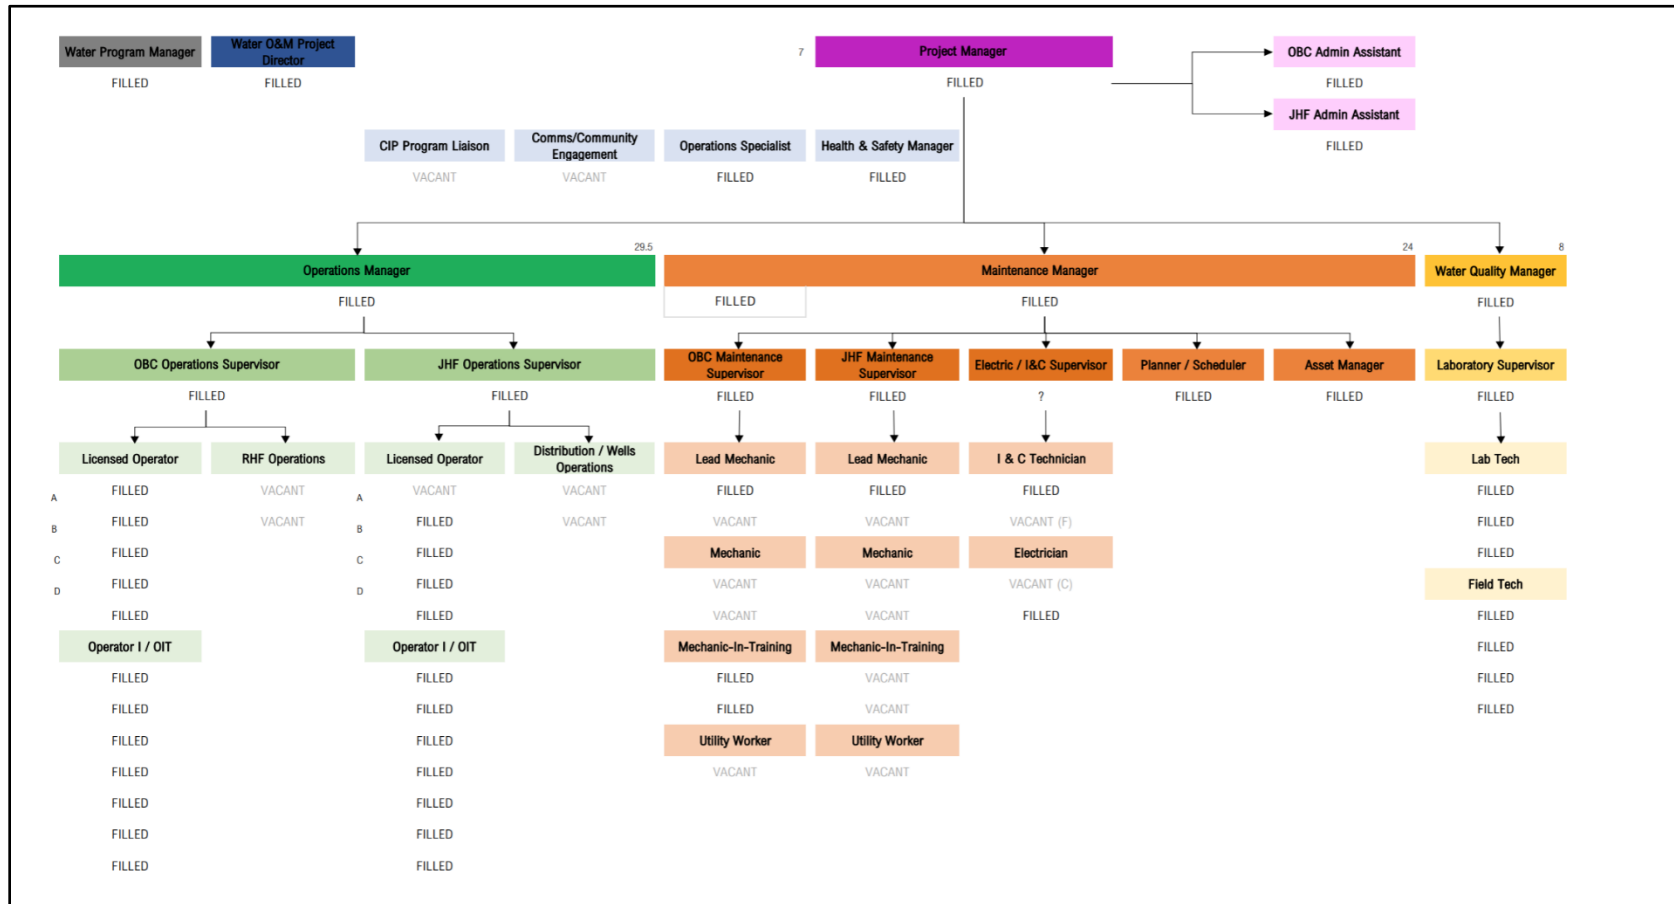 Water Program Manager
Water O&M Project
Director
7
Project Manager
OBC Admin Assistant
FILLED
FILLED
FILLED
FILLED
JHF Admin Assistant
FILLED
CIP Program Liaison
Comms/Community
Engagement
Operations Specialist
Health & Safety Manager
VACANT
VACANT
FILLED
FILLED
29.5
24
8
Operations Manager
Maintenance Manager
Water Quality Manager
FILLED
FILLED
FILLED
FILLED
OBC Operations Supervisor
JHF Operations Supervisor
OBC Maintenance
Supervisor
JHF Maintenance
Supervisor
Electric / I&C Supervisor
Planner / Scheduler
Asset Manager
Laboratory Supervisor
FILLED
FILLED
FILLED
FILLED
?
FILLED
FILLED
FILLED
Licensed Operator
RHF Operations
Licensed Operator
Distribution / Wells
Operations
Lead Mechanic
Lead Mechanic
I & C Technician
Lab Tech
A
FILLED
VACANT
A
VACANT
VACANT
FILLED
FILLED
FILLED
FILLED
B
FILLED
VACANT
B
FILLED
VACANT
VACANT
VACANT
VACANT (F)
FILLED
C
FILLED
C
FILLED
Mechanic
Mechanic
Electrician
FILLED
D
FILLED
D
FILLED
VACANT
VACANT
VACANT (C)
Field Tech
FILLED
FILLED
VACANT
VACANT
FILLED
FILLED
Operator I / OIT
Operator I / OIT
Mechanic-In-Training
Mechanic-In-Training
FILLED
FILLED
FILLED
FILLED
VACANT
FILLED
FILLED
FILLED
FILLED
VACANT
FILLED
FILLED
FILLED
Utility Worker
Utility Worker
FILLED
FILLED
VACANT
VACANT
FILLED
FILLED
FILLED
FILLED
FILLED
FILLED